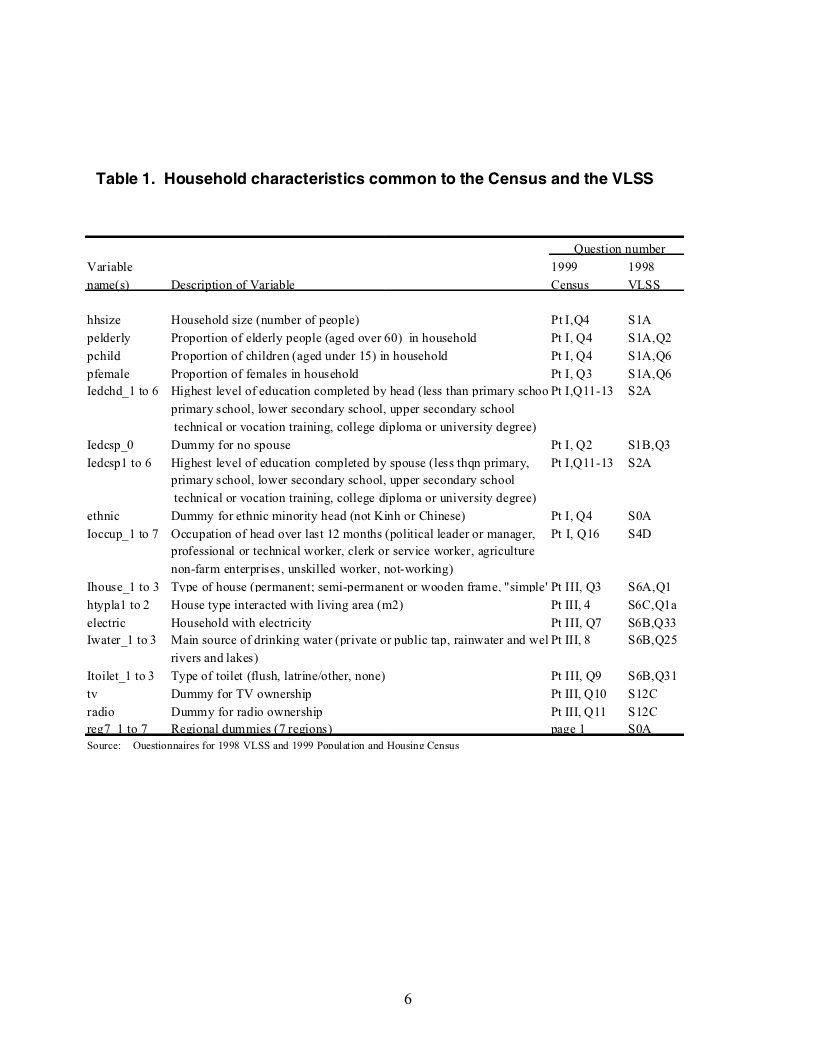 Table 1.  Household characteristics common to the Census and the VLSS
Question number
Variable 1999 1998
name(s) Description of Variable Census VLSS
hhsize Household size (number of people) Pt I,Q4 S1A
pelderly Proportion of elderly people (aged over 60)  in household Pt I, Q4 S1A,Q2
pchild Proportion of children (aged under 15) in household Pt I, Q4 S1A,Q6
pfemale Proportion of females in household Pt I, Q3 S1A,Q6
Iedchd_1 to 6 Highest level of education completed by head (less than primary schoo Pt I,Q11-13 S2A
primary school, lower secondary school, upper secondary school
technical or vocation training, college diploma or university degree)
Iedcsp_0 Dummy for no spouse Pt I, Q2 S1B,Q3
Iedcsp1 to 6 Highest level of education completed by spouse (less thqn primary, Pt I,Q11-13 S2A
primary school, lower secondary school, upper secondary school
technical or vocation training, college diploma or university degree)
ethnic Dummy for ethnic minority head (not Kinh or Chinese) Pt I, Q4 S0A
Ioccup_1 to 7 Occupation of head over last 12 months (political leader or manager, Pt I, Q16 S4D
professional or technical worker, clerk or service worker, agriculture
non-farm enterprises, unskilled worker, not-working)
Ihouse_1 to 3 Type of house (permanent; semi-permanent or wooden frame, "simple" Pt III, Q3 S6A,Q1
htypla1 to 2 House type interacted with living area (m2) Pt III, 4 S6C,Q1a
electric Household with electricity Pt III, Q7 S6B,Q33
Iwater_1 to 3 Main source of drinking water (private or public tap, rainwater and wel Pt III, 8 S6B,Q25
rivers and lakes)
Itoilet_1 to 3 Type of toilet (flush, latrine/other, none) Pt III, Q9 S6B,Q31
tv Dummy for TV ownership Pt III, Q10 S12C
radio Dummy for radio ownership Pt III, Q11 S12C
reg7_1 to 7 Regional dummies (7 regions) page 1 S0A
Source: Questionnaires for 1998 VLSS and 1999 Population and Housing Census
6